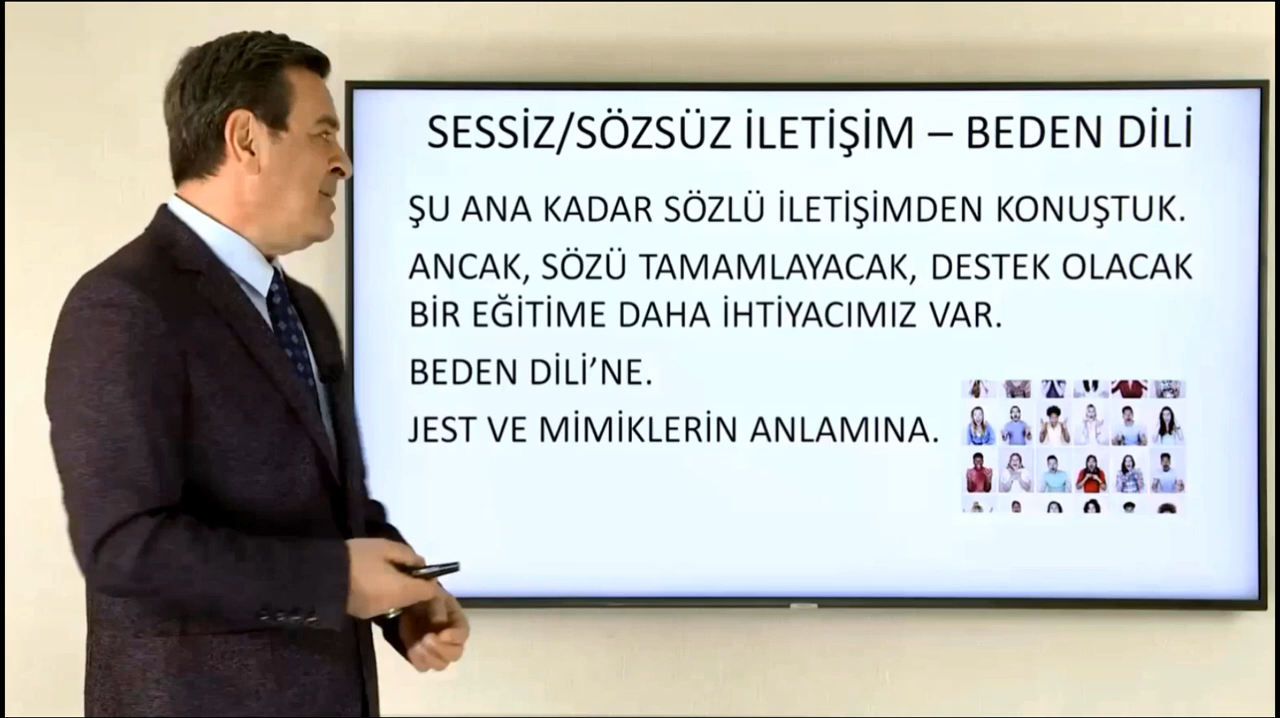 SESSİZ/SÖZSÜZ İLETİŞİM – BEDEN DİLİ
ŞU ANA KADAR SÖZLÜ İLETİŞİMDEN KONUŞTUK.
ANCAK, SÖZÜ TAMAMLAYACAK, DESTEK OLACAK
BİR EĞİTİME DAHA İHTİYACIMIZ VAR.
BEDEN DİLİ’NE.
JEST VE MİMİKLERİN ANLAMINA.